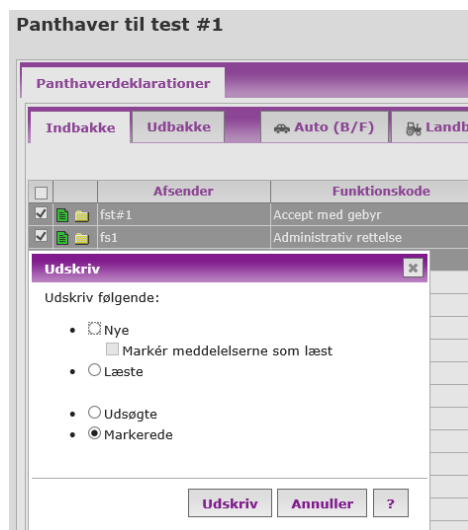 Panthaver til test #1
Panthaverdeklarationer
Indbakke Udbakke Auto (B/F) Landb
Afsender Funktionskode
fst#1 Accept med gebyr
fs1 Administrativ rettelse
Udskriv
Udskriv følgende:
Nye
Markér meddelelserne som læst
Læste
Udsøgte
Markerede
Udskriv Annuller ?